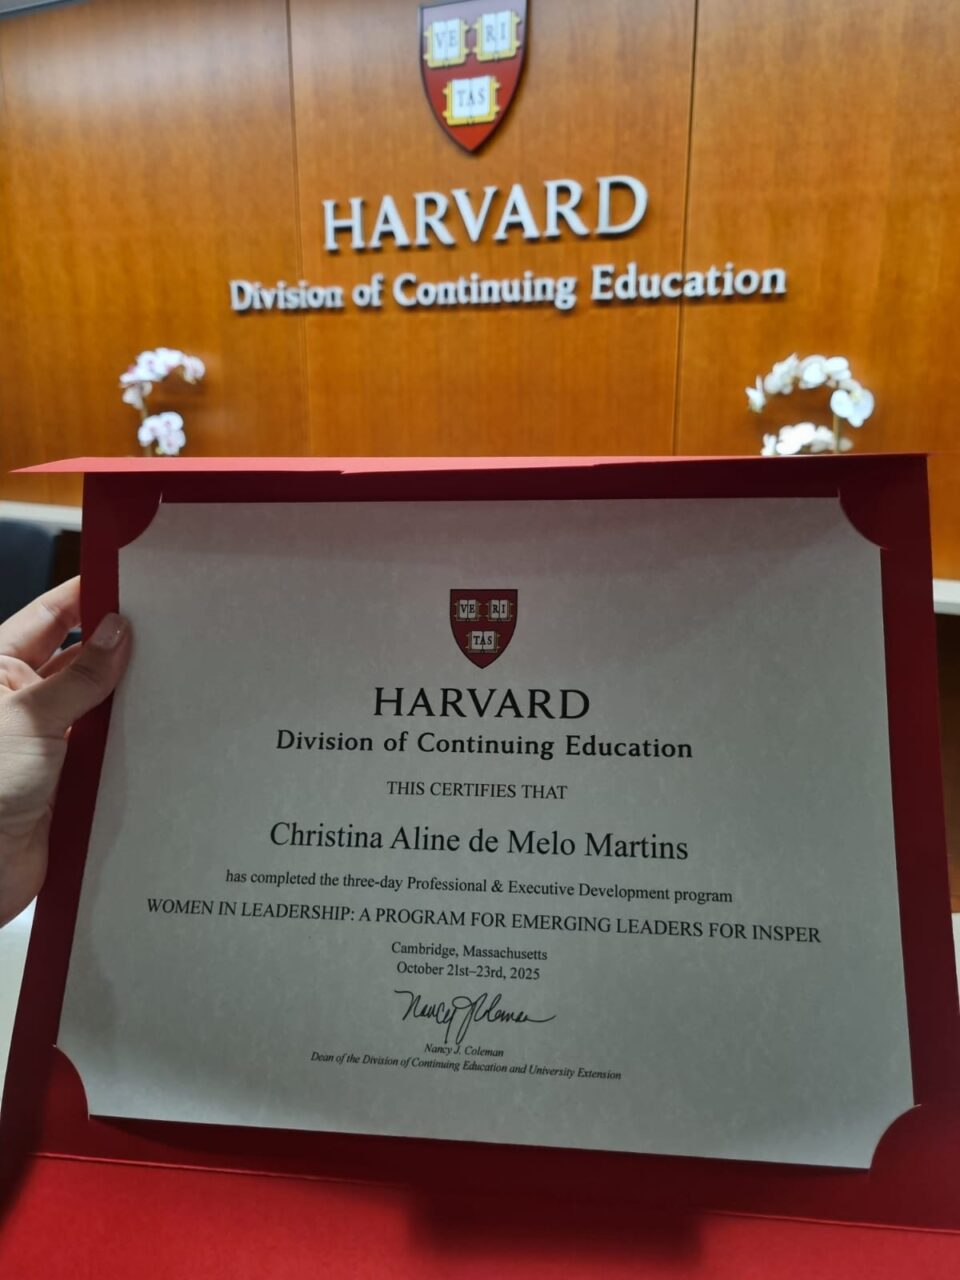 VE RI
TAS
HARVARD
Division of Continuing Education
VE RI
TAS
HARVARD
Division of Continuing Education
THIS CERTIFIES THAT
Christina Aline de Melo Martins
has completed the three-day Professional & Executive Development program
WOMEN IN LEADERSHIP: A PROGRAM FOR EMERGING LEADERS FOR INSPER
Cambridge, Massachusetts
October 21st–23rd, 2025
Nancy J. Coleman
Nancy J. Coleman
Dean of the Division of Continuing Education and University Extension